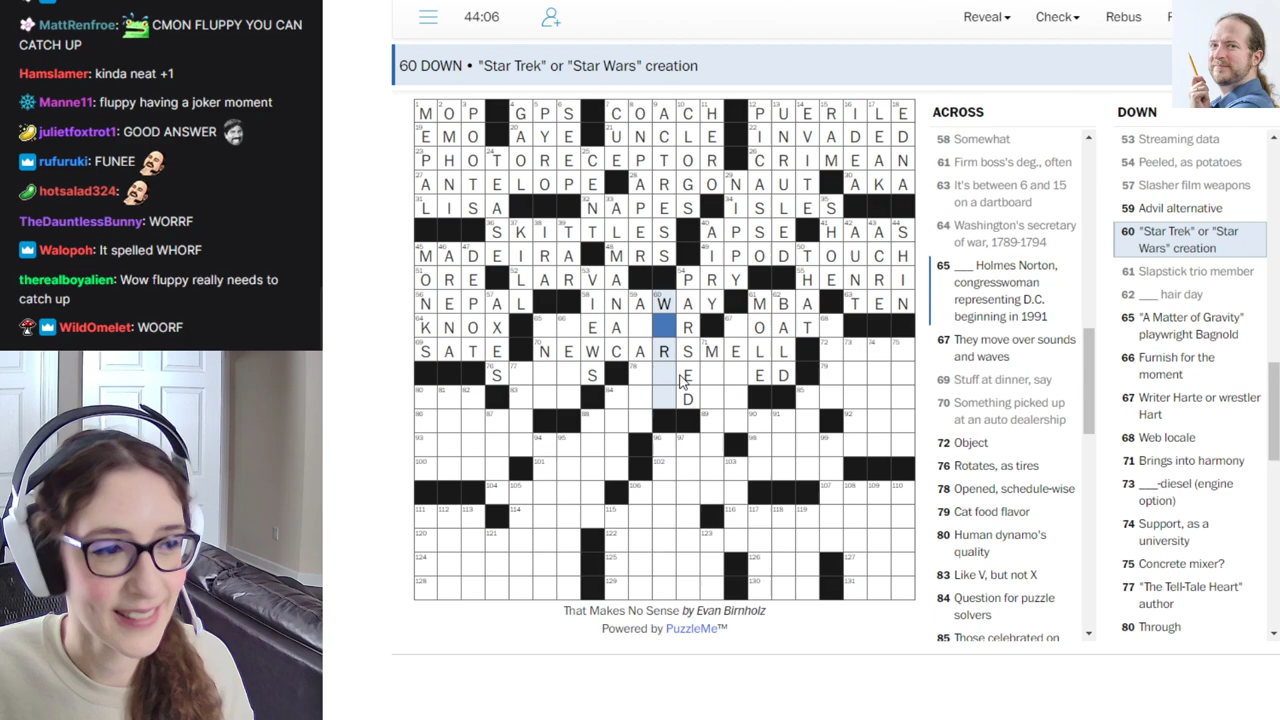 MattRenfroe: CMON FLUPPY YOU CAN
CATCH UP
Hamslamer: kinda neat +1
Manne11: fluppy having a joker moment
julietfoxtrot1: GOOD ANSWER
rufuruki: FUNEE
hotsalad324:
TheDauntlessBunny: WORRF
Walopoh: It spelled WHORF
therealboyalien: Wow fluppy really needs to
catch up
WildOmelet: WOORF
44:06
Reveal
Check
Rebus
60 DOWN • "Star Trek" or "Star Wars" creation
M O P G P S C O A C H P U E R I L E
E M O A Y E U N C L E I N V A D E D
P H O T O R E C E P T O R C R I M E A N
A N T E L O P E A R G O N A U T A K A
L I S A N A P E S I S L E S
S K I T T L E S A P S E H A A S
M A D E I R A M R S I P O D T O U C H
O R E L A R V A P H E N R I
N E P A L I N A W A Y M B A T E N
K N O X E A R O A T
S A T E N E W C A R S M E L L
S S E E D
D
That Makes No Sense by Evan Birnholz
Powered by PuzzleMe™
ACROSS
58 Somewhat
61 Firm boss's deg., often
63 It's between 6 and 15
on a dartboard
64 Washington's secretary
of war, 1789-1794
65 ___ Holmes Norton,
congresswoman
representing D.C.
beginning in 1991
67 They move over sounds
and waves
69 Stuff at dinner, say
70 Something picked up
at an auto dealership
72 Object
76 Rotates, as tires
78 Opened, schedule-wise
79 Cat food flavor
80 Human dynamo's
quality
83 Like V, but not X
84 Question for puzzle
solvers
85 Those celebrated on
DOWN
53 Streaming data
54 Peeled, as potatoes
57 Slasher film weapons
59 Advil alternative
60 "Star Trek" or "Star
Wars" creation
61 Slapstick trio member
62 ___ hair day
65 "A Matter of Gravity"
playwright Bagnold
66 Furnish for the
moment
67 Writer Harte or wrestler
Hart
68 Web locale
71 Brings into harmony
73 ___-diesel (engine
option)
74 Support, as a
university
75 Concrete mixer?
77 "The Tell-Tale Heart"
author
80 Through